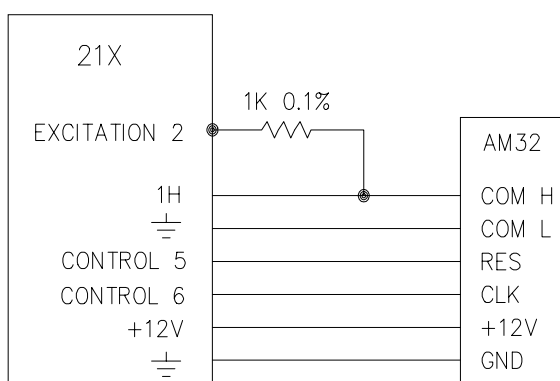 21X
1K 0.1%
EXCITATION 2
AM32
1H
COM H
COM L
CONTROL 5
RES
CONTROL 6
CLK
+12V
+12V
GND